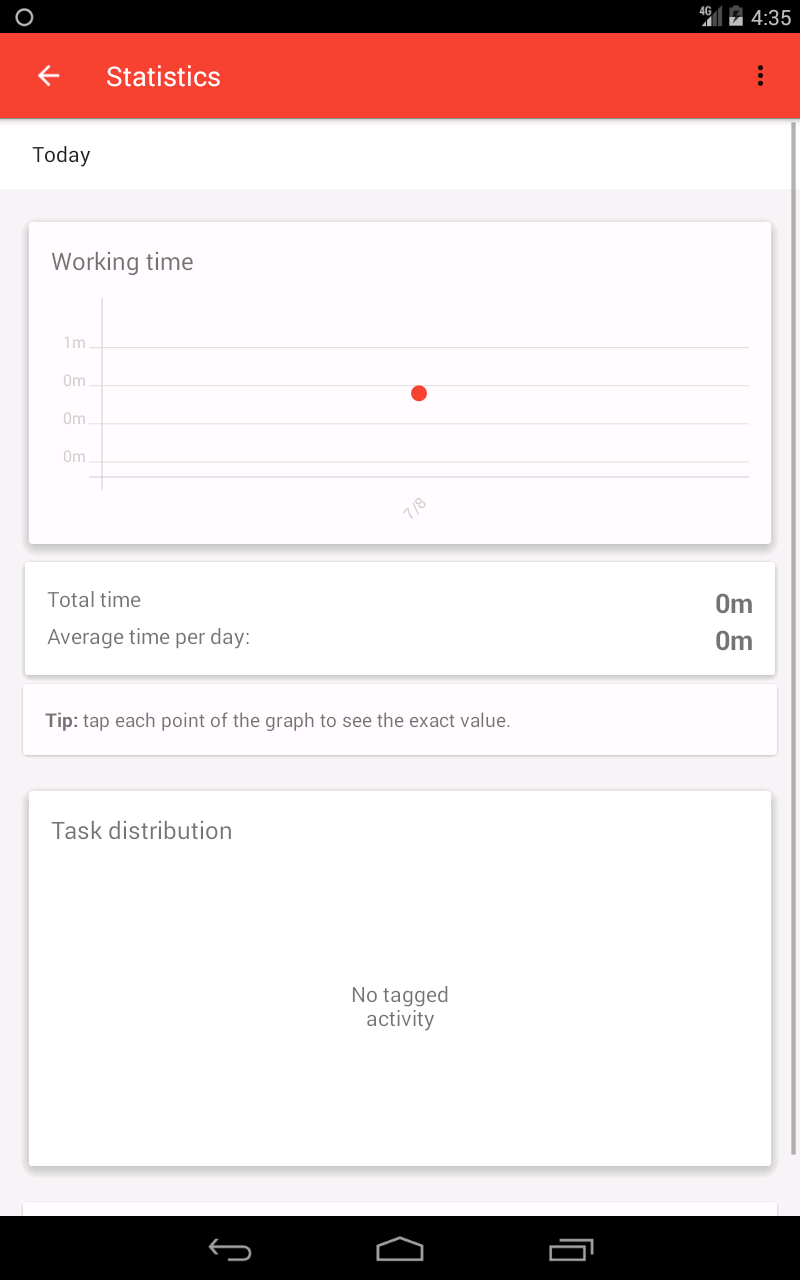 4G 4:35
Statistics
Today
Working time
1m
0m
0m
0m
7/8
Total time 0m
Average time per day: 0m
Tip: tap each point of the graph to see the exact value.
Task distribution
No tagged
activity